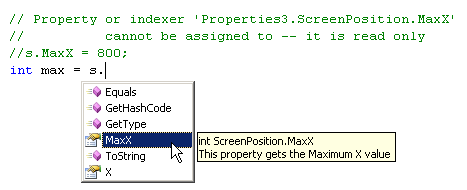 // Property or indexer 'Properties3.ScreenPosition.MaxX'
//         cannot be assigned to -- it is read only
//s.MaxX = 800;
int max = s.
Equals
GetHashCode
GetType
MaxX
int ScreenPosition.MaxX
This property gets the Maximum X value
ToString
X